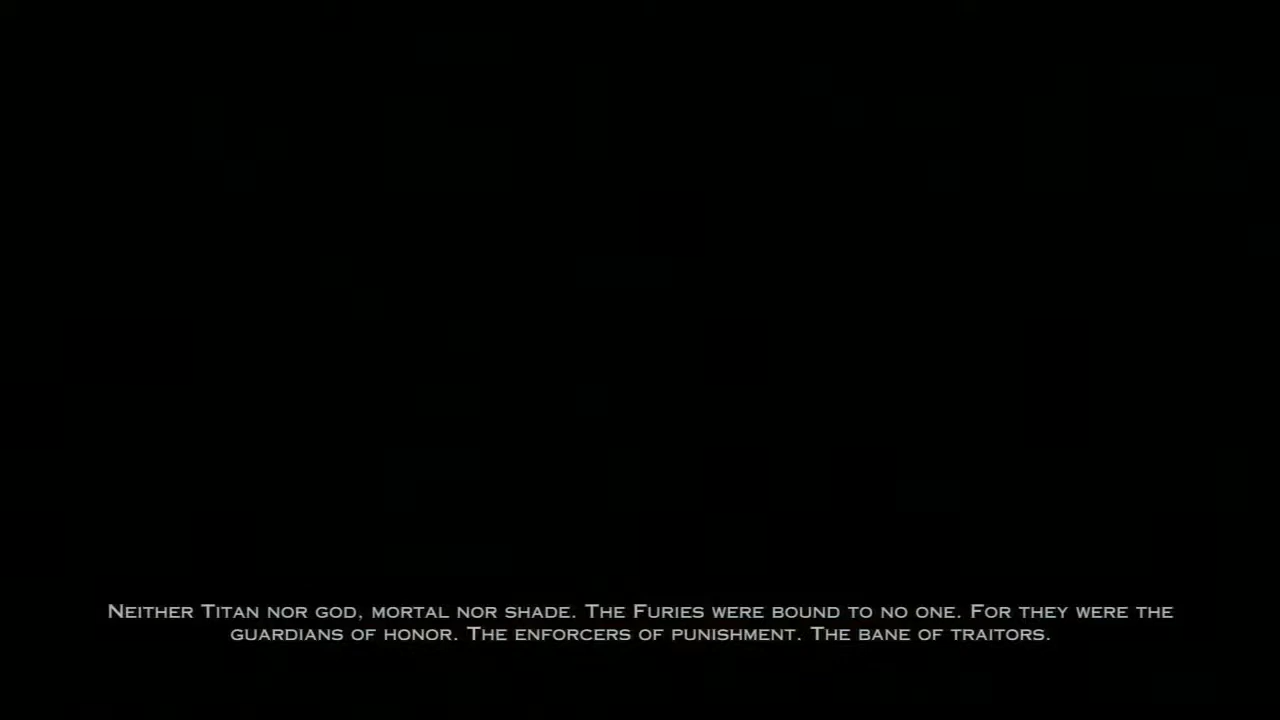 Neither Titan nor god, mortal nor shade. The Furies were bound to no one. For they were the
guardians of honor. The enforcers of punishment. The bane of traitors.